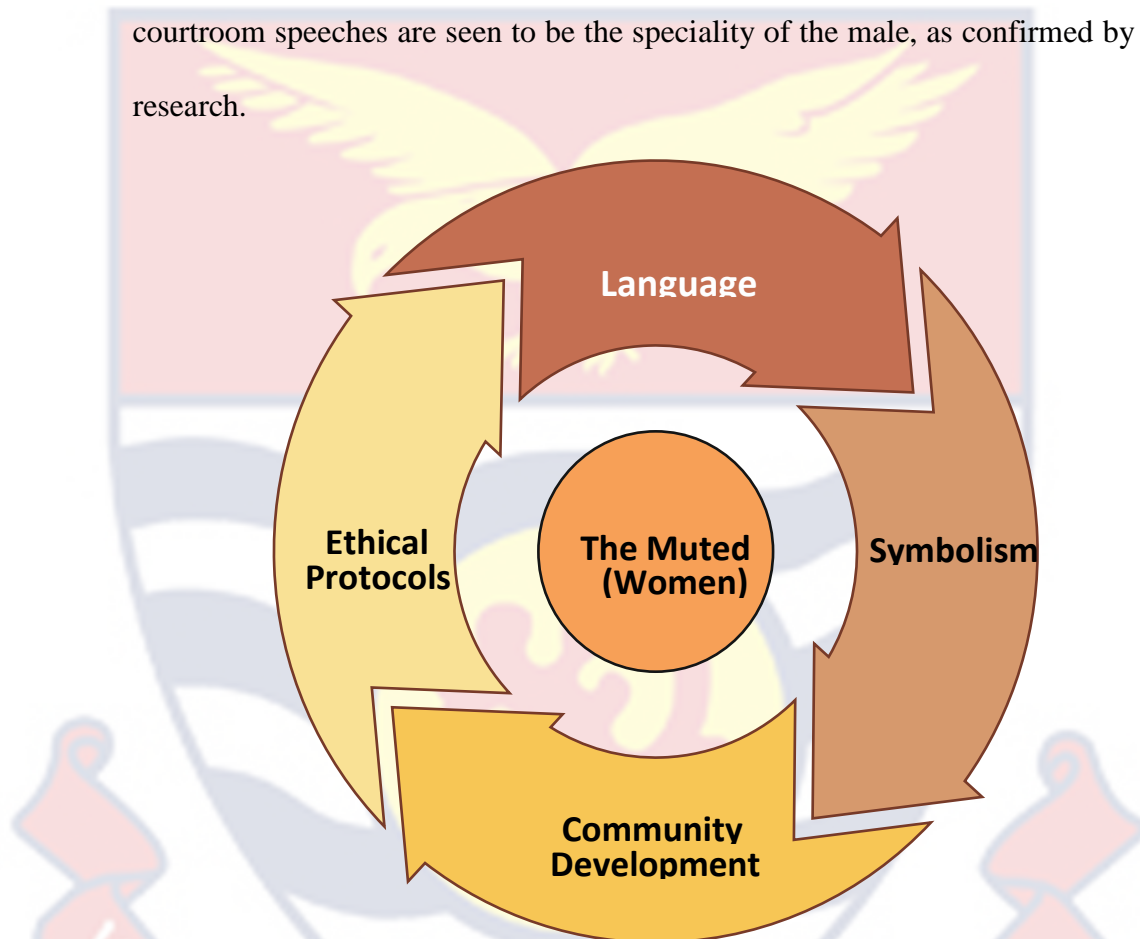 courtroom speeches are seen to be the speciality of the male, as confirmed by
research.
Language
Ethical
Protocols
The Muted
(Women)
Symbolism
Community
Development